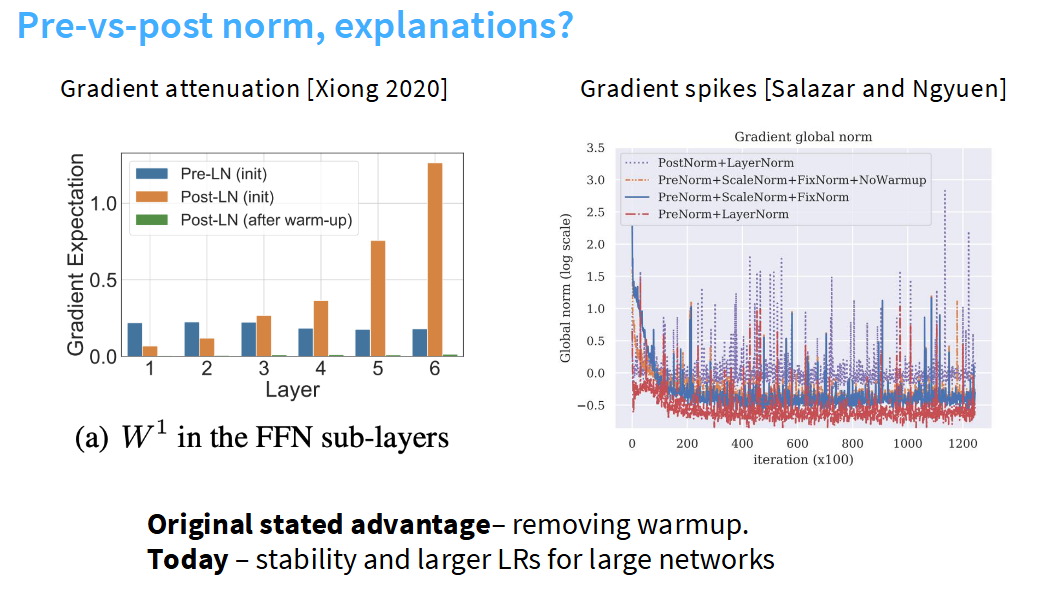 Pre-vs-post norm, explanations?
Gradient attenuation [Xiong 2020]
Gradient spikes [Salazar and Ngyuen]
Gradient Expectation
1.0
0.5
0.0
Pre-LN (init)
Post-LN (init)
Post-LN (after warm-up)
1 2 3 4 5 6
Layer
(a) W¹ in the FFN sub-layers
Gradient global norm
Global norm (log scale)
3.5
3.0
2.5
2.0
1.5
1.0
0.5
0.0
−0.5
PostNorm+LayerNorm
PreNorm+ScaleNorm+FixNorm+NoWarmup
PreNorm+ScaleNorm+FixNorm
PreNorm+LayerNorm
0 200 400 600 800 1000 1200
iteration (x100)
Original stated advantage– removing warmup.
Today – stability and larger LRs for large networks